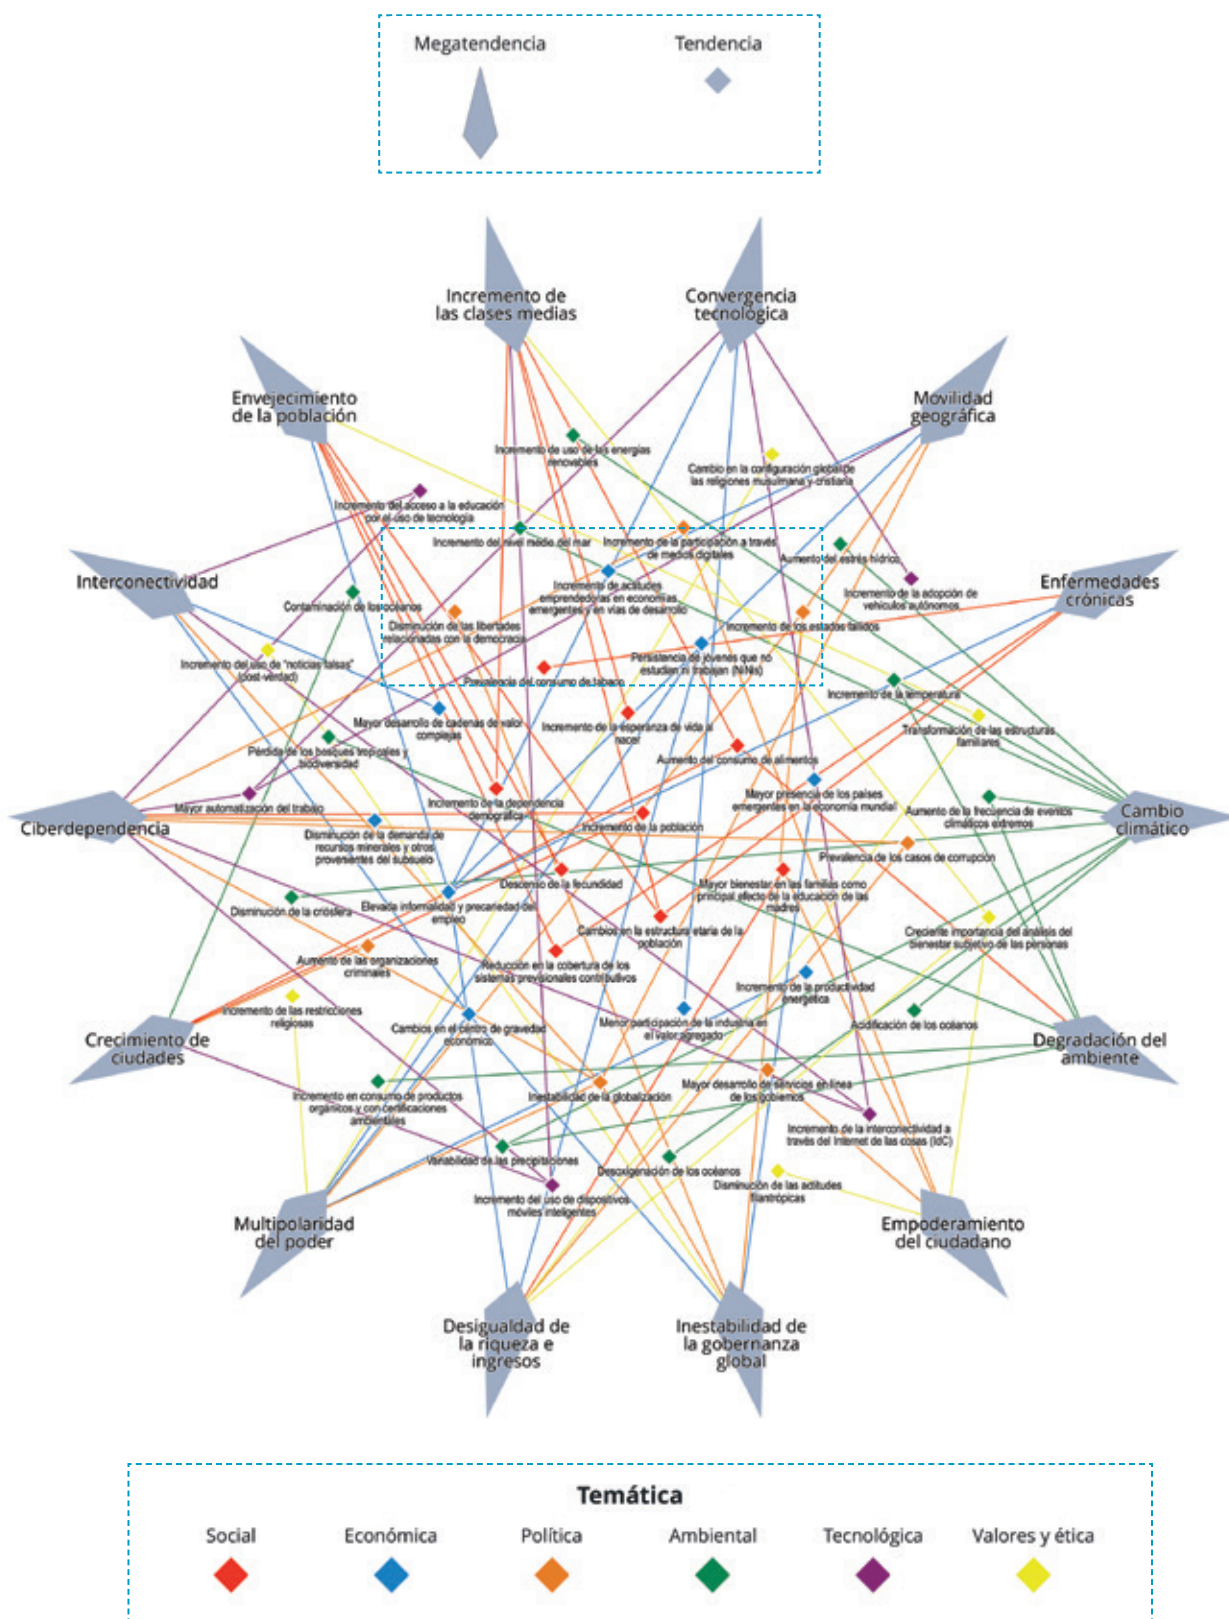 Megatendencia
Tendencia
Incremento de
las clases medias
Convergencia
tecnológica
Envejecimiento
de la población
Movilidad
geográfica
Incremento de uso de las energías
renovables
Cambio en la configuración global de
las religiones musulmana y cristiana
Incremento del acceso a la educación
por el uso de tecnología
Incremento del nivel medio del mar
Incremento de la participación a través
de medios digitales
Aumento del estrés hídrico
Interconectividad
Incremento de actitudes
emprendedoras en economías
emergentes y en vías de desarrollo
Incremento de la adopción de
vehículos autónomos
Enfermedades
crónicas
Contaminación de los océanos
Disminución de las libertades
relacionadas con la democracia
Incremento de los estados fallidos
Incremento del uso de "noticias falsas"
(post-verdad)
Prevalencia del consumo de tabaco
Persistencia de jóvenes que no
estudian ni trabajan (NiNis)
Incremento de la temperatura
Mayor desarrollo de cadenas de valor
complejas
Incremento de la esperanza de vida al
nacer
Transformación de las estructuras
familiares
Pérdida de los bosques tropicales y
biodiversidad
Aumento del consumo de alimentos
Mayor automatización del trabajo
Incremento de la dependencia
demográfica
Mayor presencia de los países
emergentes en la economía mundial
Aumento de la frecuencia de eventos
climáticos extremos
Cambio
climático
Ciberdependencia
Disminución de la demanda de
recursos minerales y otros
provenientes del subsuelo
Incremento de la población
Prevalencia de los casos de corrupción
Descenso de la fecundidad
Mayor bienestar en las familias como
principal efecto de la educación de las
madres
Disminución de la criósfera
Elevada informalidad y precariedad del
empleo
Cambios en la estructura etaria de la
población
Creciente importancia del análisis del
bienestar subjetivo de las personas
Aumento de las organizaciones
criminales
Reducción en la cobertura de los
sistemas previsionales contributivos
Incremento de la productividad
energética
Incremento de las restricciones
religiosas
Cambios en el centro de gravedad
económico
Menor participación de la industria en
el valor agregado
Acidificación de los océanos
Crecimiento de
ciudades
Degradación del
ambiente
Incremento en consumo de productos
orgánicos y con certificaciones
ambientales
Inestabilidad de la globalización
Mayor desarrollo de servicios en línea
de los gobiernos
Incremento de la interconectividad a
través del Internet de las cosas (IdC)
Variabilidad de las precipitaciones
Desoxigenación de los océanos
Incremento del uso de dispositivos
móviles inteligentes
Disminución de las actitudes
filantrópicas
Multipolaridad
del poder
Empoderamiento
del ciudadano
Desigualdad de
la riqueza e
ingresos
Inestabilidad de
la gobernanza
global
Temática
Social
Económica
Política
Ambiental
Tecnológica
Valores y ética